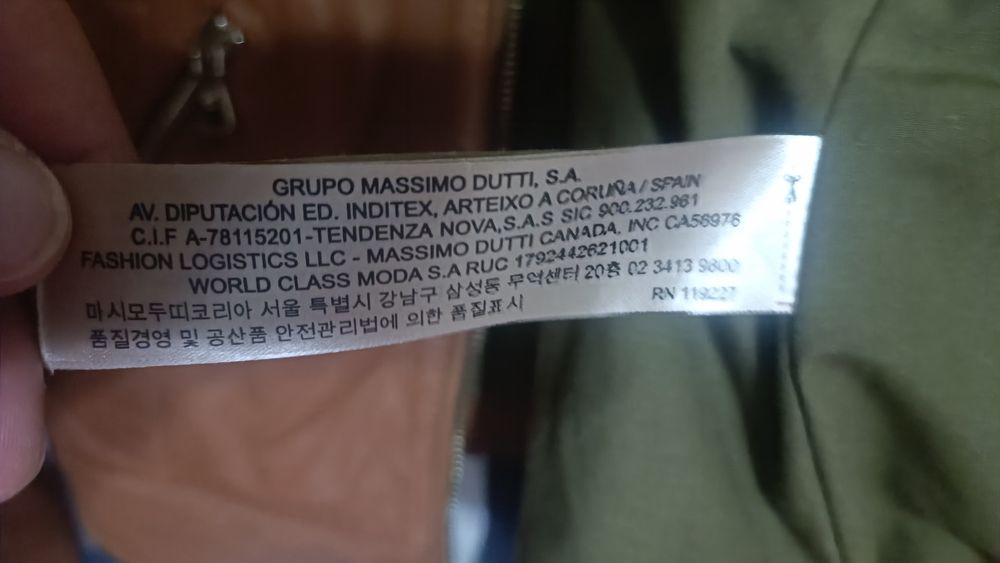 GRUPO MASSIMO DUTTI, S.A.
AV. DIPUTACIÓN ED. INDITEX, ARTEIXO A CORUÑA / SPAIN
C.I.F A-78115201-TENDENZA NOVA,S.A.S SIC 900.232.961
FASHION LOGISTICS LLC - MASSIMO DUTTI CANADA, INC CA56976
WORLD CLASS MODA S.A RUC 1792442621001
마시모두띠코리아 서울 특별시 강남구 삼성동 무역센터 20층 02 3413 9800
품질경영 및 공산품 안전관리법에 의한 품질표시 RN 119227